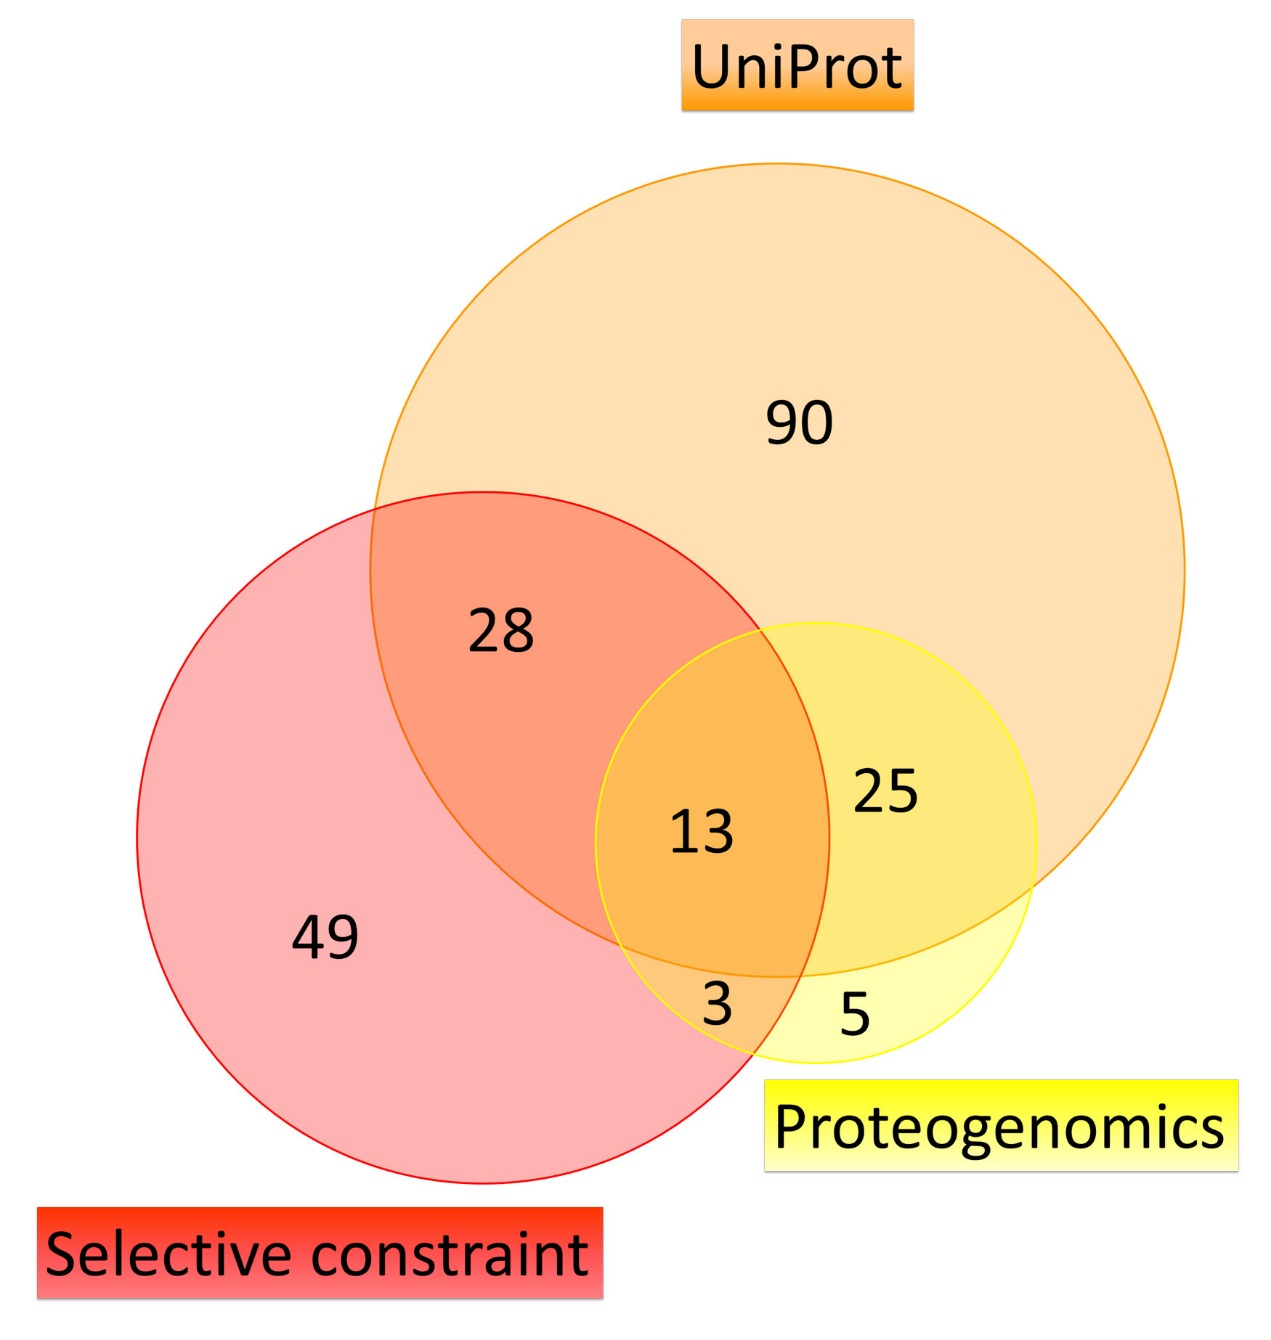 UniProt
90
28
25
13
49
3
5
Proteogenomics
Selective constraint